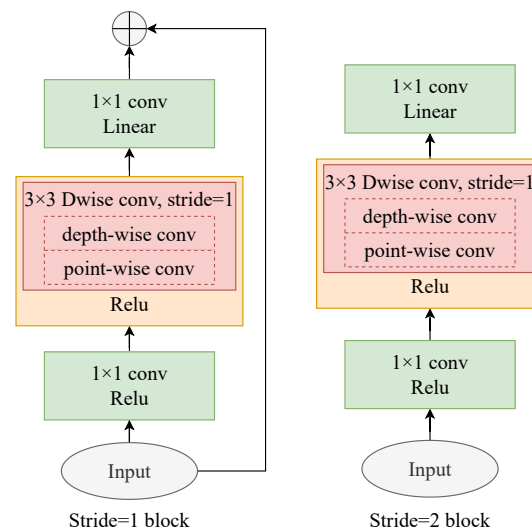 1×1 conv
Linear
3×3 Dwise conv, stride=1
depth-wise conv
point-wise conv
Relu
1×1 conv
Relu
Input
Stride=1 block
1×1 conv
Linear
3×3 Dwise conv, stride=1
depth-wise conv
point-wise conv
Relu
1×1 conv
Relu
Input
Stride=2 block